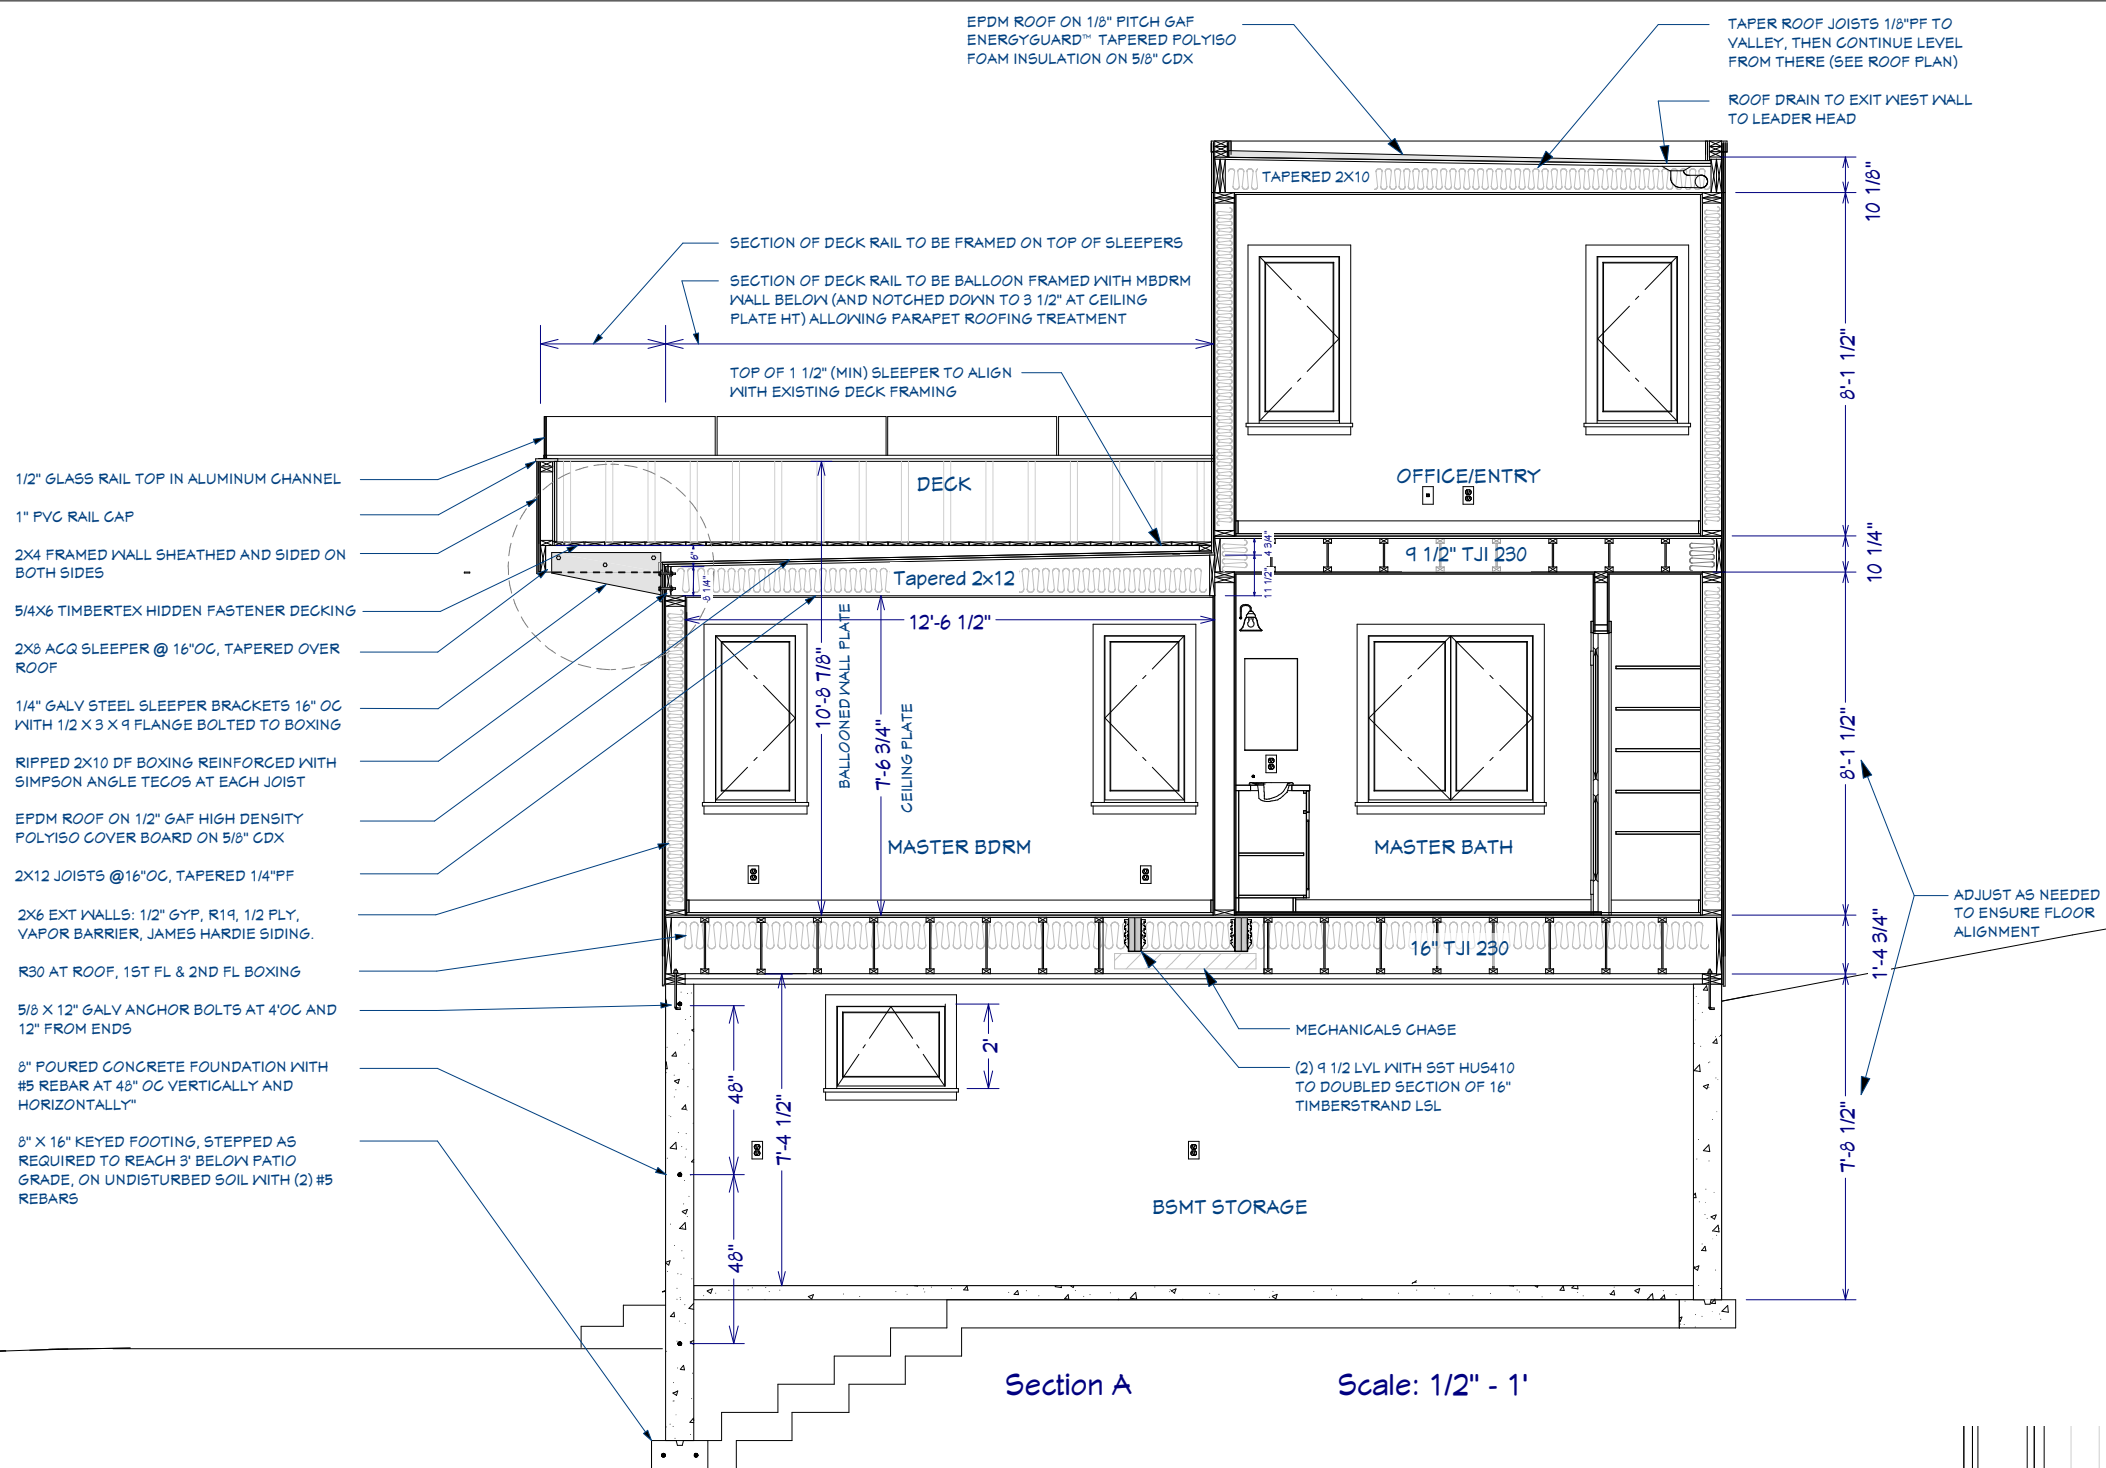 EPDM ROOF ON 1/8" PITCH GAF
ENERGYGUARD™ TAPERED POLYISO
FOAM INSULATION ON 5/8" CDX
TAPER ROOF JOISTS 1/8"PF TO
VALLEY, THEN CONTINUE LEVEL
FROM THERE (SEE ROOF PLAN)
ROOF DRAIN TO EXIT WEST WALL
TO LEADER HEAD
TAPERED 2X10
10 1/8"
SECTION OF DECK RAIL TO BE FRAMED ON TOP OF SLEEPERS
SECTION OF DECK RAIL TO BE BALLOON FRAMED WITH MBDRM
WALL BELOW (AND NOTCHED DOWN TO 3 1/2" AT CEILING
PLATE HT) ALLOWING PARAPET ROOFING TREATMENT
TOP OF 1 1/2" (MIN) SLEEPER TO ALIGN
WITH EXISTING DECK FRAMING
8'-1 1/2"
OFFICE/ENTRY
DECK
1/2" GLASS RAIL TOP IN ALUMINUM CHANNEL
1" PVC RAIL CAP
2X4 FRAMED WALL SHEATHED AND SIDED ON
BOTH SIDES
5/4X6 TIMBERTEX HIDDEN FASTENER DECKING
2X8 ACQ SLEEPER @ 16"OC, TAPERED OVER
ROOF
1/4" GALV STEEL SLEEPER BRACKETS 16" OC
WITH 1/2 X 3 X 9 FLANGE BOLTED TO BOXING
RIPPED 2X10 DF BOXING REINFORCED WITH
SIMPSON ANGLE TECOS AT EACH JOIST
EPDM ROOF ON 1/2" GAF HIGH DENSITY
POLYISO COVER BOARD ON 5/8" CDX
2X12 JOISTS @16"OC, TAPERED 1/4"PF
2X6 EXT WALLS: 1/2" GYP, R19, 1/2 PLY,
VAPOR BARRIER, JAMES HARDIE SIDING.
R30 AT ROOF, 1ST FL & 2ND FL BOXING
5/8 X 12" GALV ANCHOR BOLTS AT 4'OC AND
12" FROM ENDS
8" POURED CONCRETE FOUNDATION WITH
#5 REBAR AT 48" OC VERTICALLY AND
HORIZONTALLY"
8" X 16" KEYED FOOTING, STEPPED AS
REQUIRED TO REACH 3' BELOW PATIO
GRADE, ON UNDISTURBED SOIL WITH (2) #5
REBARS
6"
8 1/4"
Tapered 2x12
4 3/4"
11 1/2"
9 1/2" TJI 230
10 1/4"
12'-6 1/2"
10'-8 7/8"
BALLOONED WALL PLATE
7'-6 3/4"
CEILING PLATE
MASTER BDRM
MASTER BATH
8'-1 1/2"
ADJUST AS NEEDED
TO ENSURE FLOOR
ALIGNMENT
16" TJI 230
1'-4 3/4"
MECHANICALS CHASE
(2) 9 1/2 LVL WITH SST HUS410
TO DOUBLED SECTION OF 16"
TIMBERSTRAND LSL
2'
48"
7'-4 1/2"
48"
7'-8 1/2"
BSMT STORAGE
Section A
Scale: 1/2" - 1'